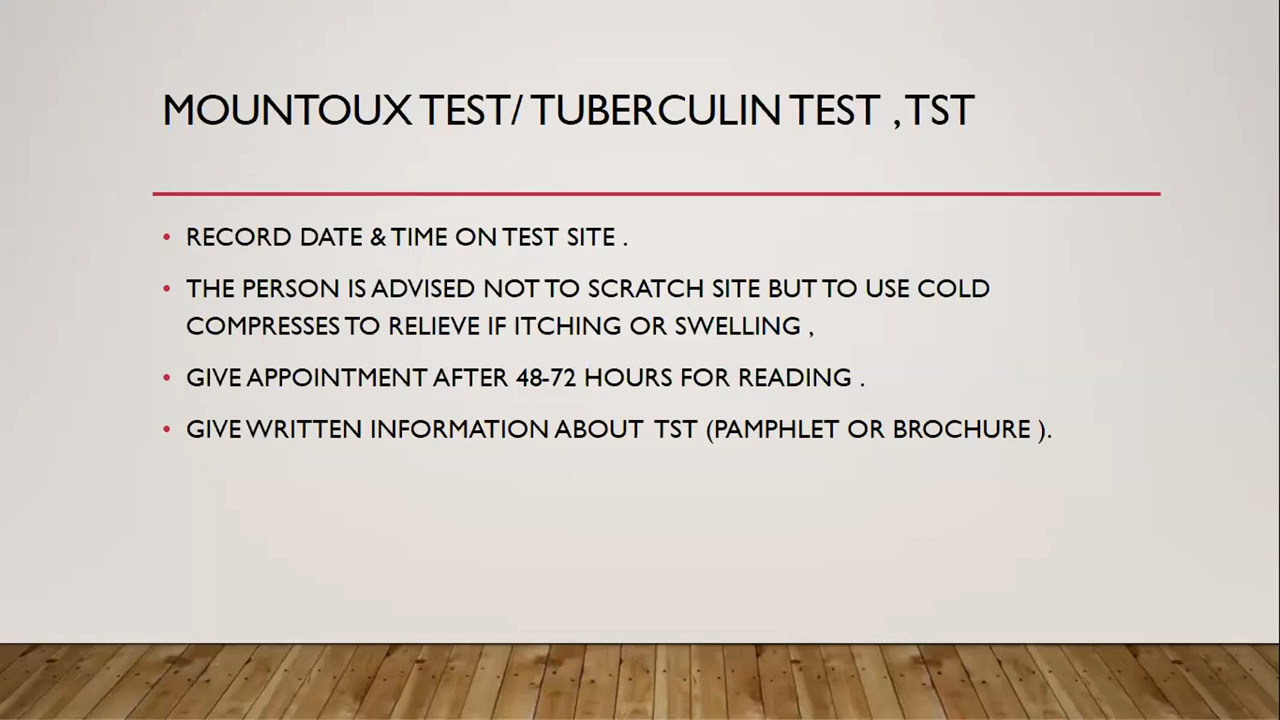 MOUNTOUX TEST/ TUBERCULIN TEST , TST
• RECORD DATE & TIME ON TEST SITE .
• THE PERSON IS ADVISED NOT TO SCRATCH SITE BUT TO USE COLD
COMPRESSES TO RELIEVE IF ITCHING OR SWELLING ,
• GIVE APPOINTMENT AFTER 48-72 HOURS FOR READING .
• GIVE WRITTEN INFORMATION ABOUT TST (PAMPHLET OR BROCHURE ).